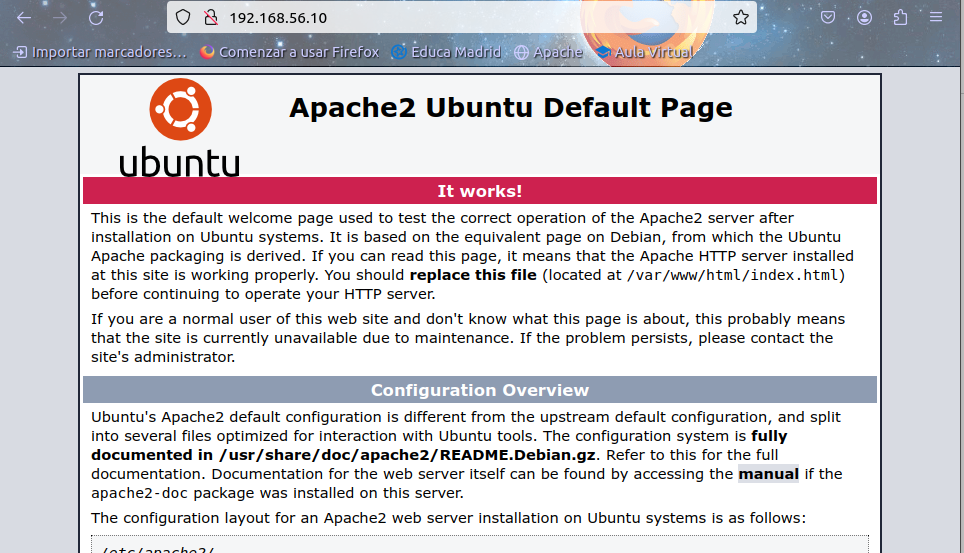 192.168.56.10
Importar marcadores... Comenzar a usar Firefox Educa Madrid Apache Aula Virtual
ubuntu
Apache2 Ubuntu Default Page
It works!
This is the default welcome page used to test the correct operation of the Apache2 server after
installation on Ubuntu systems. It is based on the equivalent page on Debian, from which the Ubuntu
Apache packaging is derived. If you can read this page, it means that the Apache HTTP server installed
at this site is working properly. You should replace this file (located at /var/www/html/index.html)
before continuing to operate your HTTP server.
If you are a normal user of this web site and don't know what this page is about, this probably means
that the site is currently unavailable due to maintenance. If the problem persists, please contact the
site's administrator.
Configuration Overview
Ubuntu's Apache2 default configuration is different from the upstream default configuration, and split
into several files optimized for interaction with Ubuntu tools. The configuration system is fully
documented in /usr/share/doc/apache2/README.Debian.gz. Refer to this for the full
documentation. Documentation for the web server itself can be found by accessing the manual if the
apache2-doc package was installed on this server.
The configuration layout for an Apache2 web server installation on Ubuntu systems is as follows:
/etc/apache2/